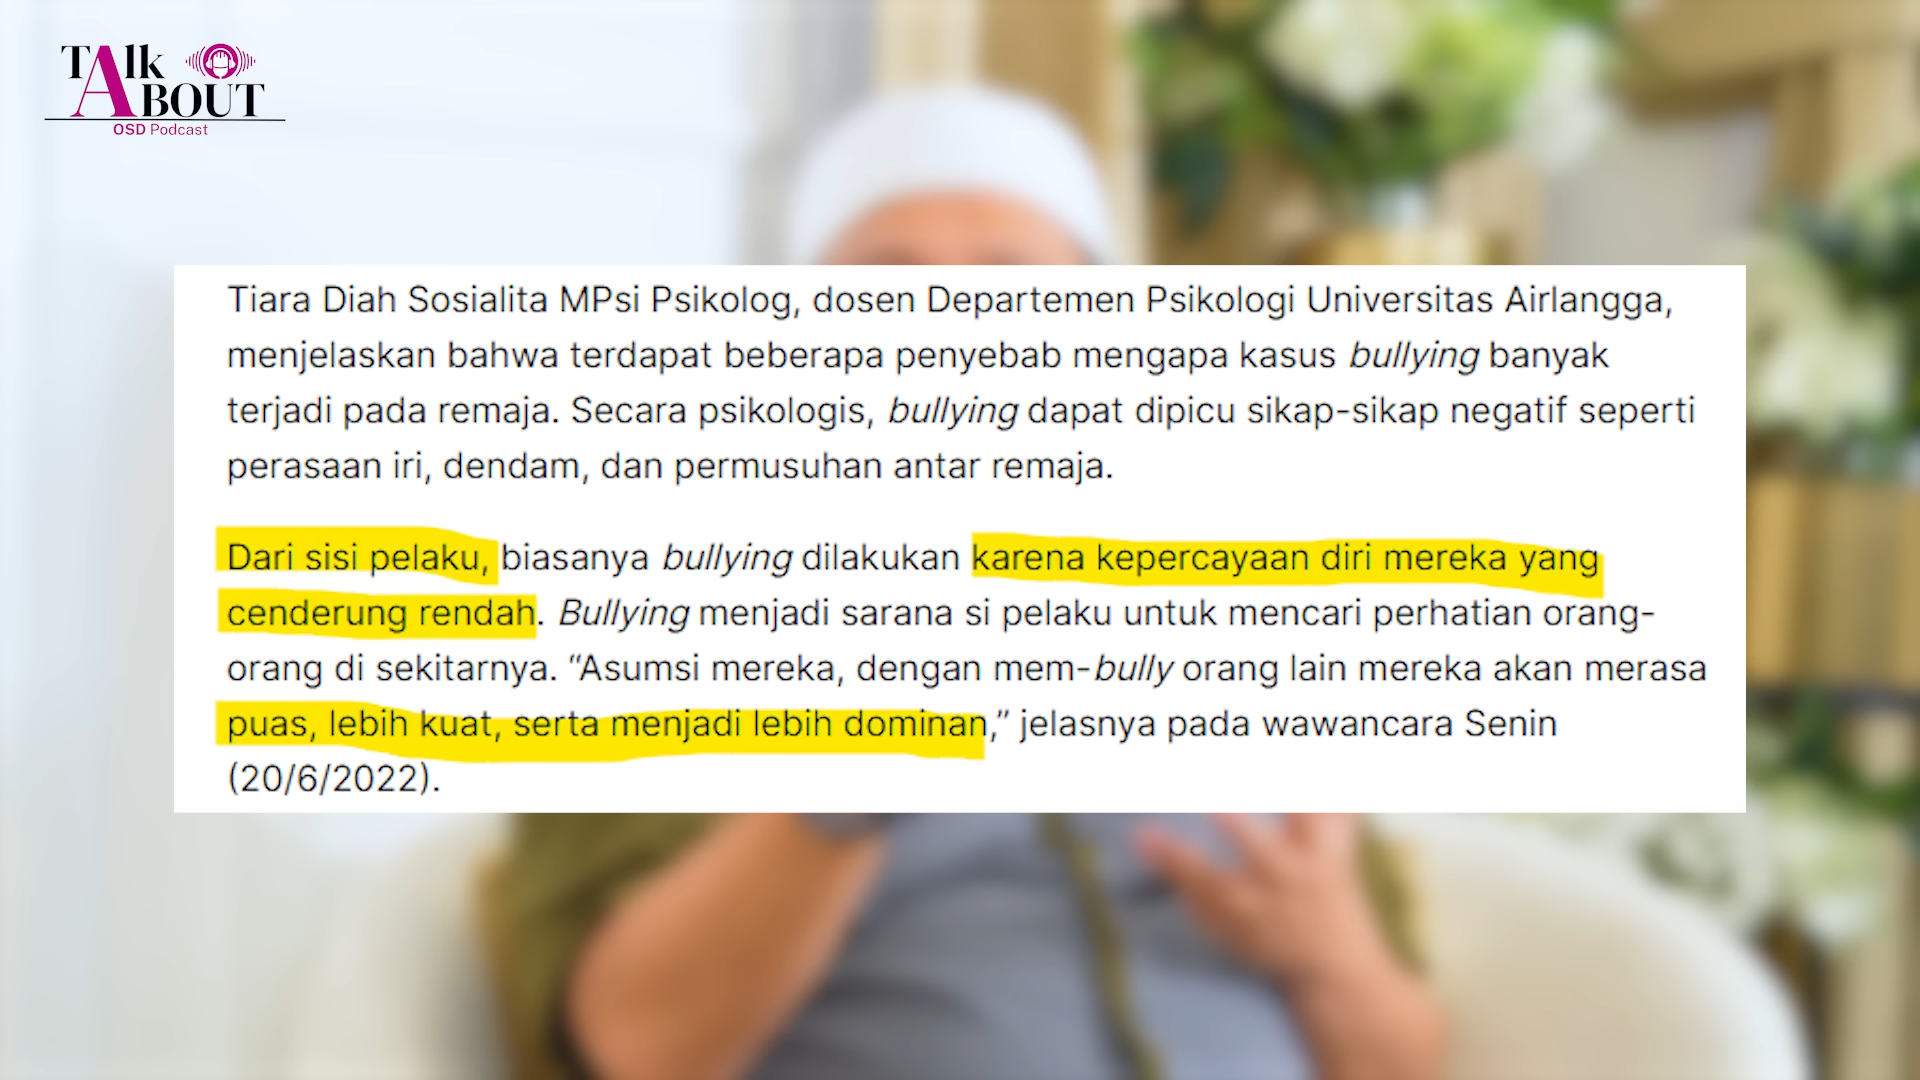 TAlk
ABOUT
OSD Podcast
Tiara Diah Sosialita MPsi Psikolog, dosen Departemen Psikologi Universitas Airlangga,
menjelaskan bahwa terdapat beberapa penyebab mengapa kasus bullying banyak
terjadi pada remaja. Secara psikologis, bullying dapat dipicu sikap-sikap negatif seperti
perasaan iri, dendam, dan permusuhan antar remaja.
Dari sisi pelaku, biasanya bullying dilakukan karena kepercayaan diri mereka yang
cenderung rendah. Bullying menjadi sarana si pelaku untuk mencari perhatian orang-
orang di sekitarnya. “Asumsi mereka, dengan mem-bully orang lain mereka akan merasa
puas, lebih kuat, serta menjadi lebih dominan,” jelasnya pada wawancara Senin
(20/6/2022).